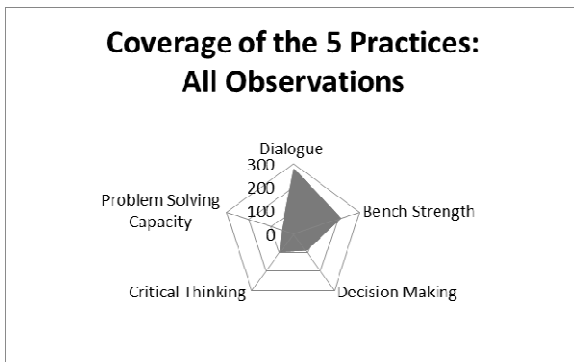 Coverage of the 5 Practices:
All Observations
Dialogue
300
200
100
0
Bench Strength
Decision Making
Critical Thinking
Problem Solving
Capacity